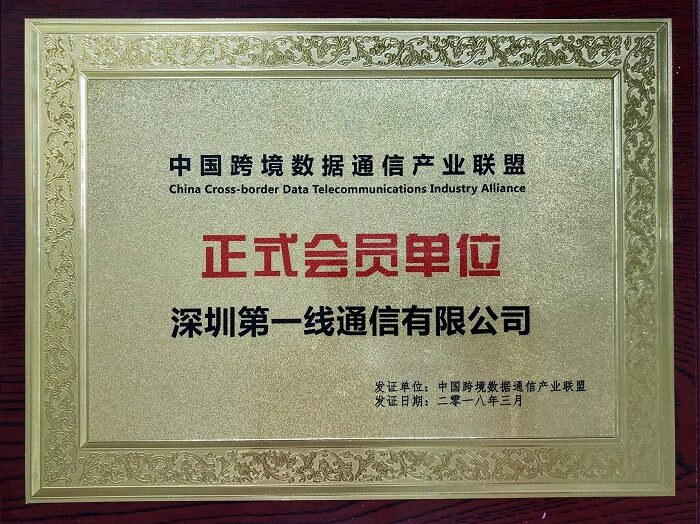 中国跨境数据通信产业联盟
China Cross-border Data Telecommunications Industry Alliance
正式会员单位
深圳第一线通信有限公司
发证单位：中国跨境数据通信产业联盟
发证日期：二零一八年三月